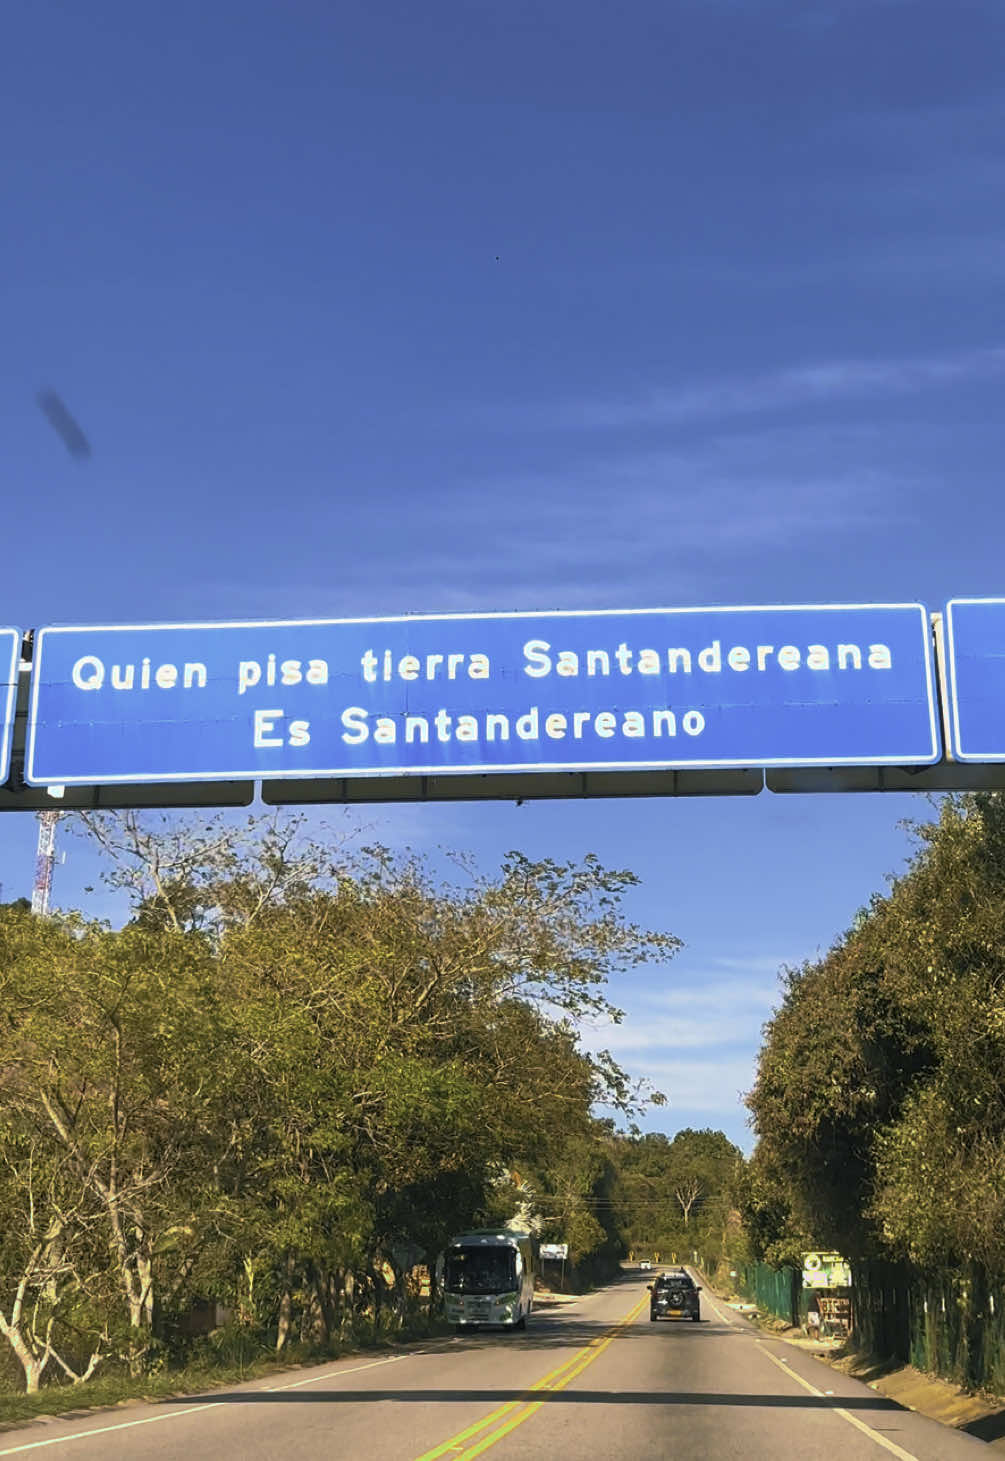 Quien pisa tierra Santandereana
Es Santandereano